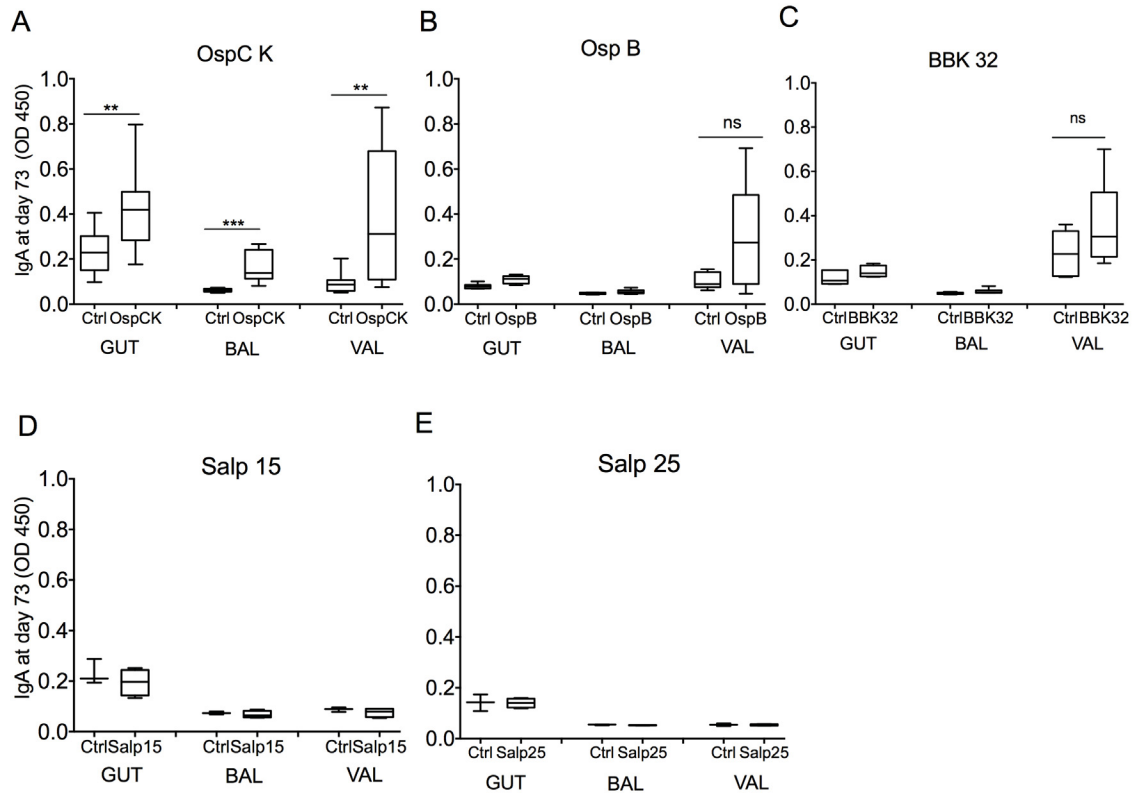 A
OspC K
IgA at day 73 (OD 450)
1.0
0.8
0.6
0.4
0.2
0.0
**
***
**
Ctrl OspCK Ctrl OspCK Ctrl OspCK
GUT BAL VAL
B
Osp B
1.0
0.8
0.6
0.4
0.2
0.0
ns
Ctrl OspB Ctrl OspB Ctrl OspB
GUT BAL VAL
C
BBK 32
1.0
0.8
0.6
0.4
0.2
0.0
ns
CtrlBBK32 CtrlBBK32 CtrlBBK32
GUT BAL VAL
D
Salp 15
IgA at day 73 (OD 450)
1.0
0.8
0.6
0.4
0.2
0.0
CtrlSalp15 CtrlSalp15 CtrlSalp15
GUT BAL VAL
E
Salp 25
1.0
0.8
0.6
0.4
0.2
0.0
Ctrl Salp25 Ctrl Salp25 Ctrl Salp25
GUT BAL VAL